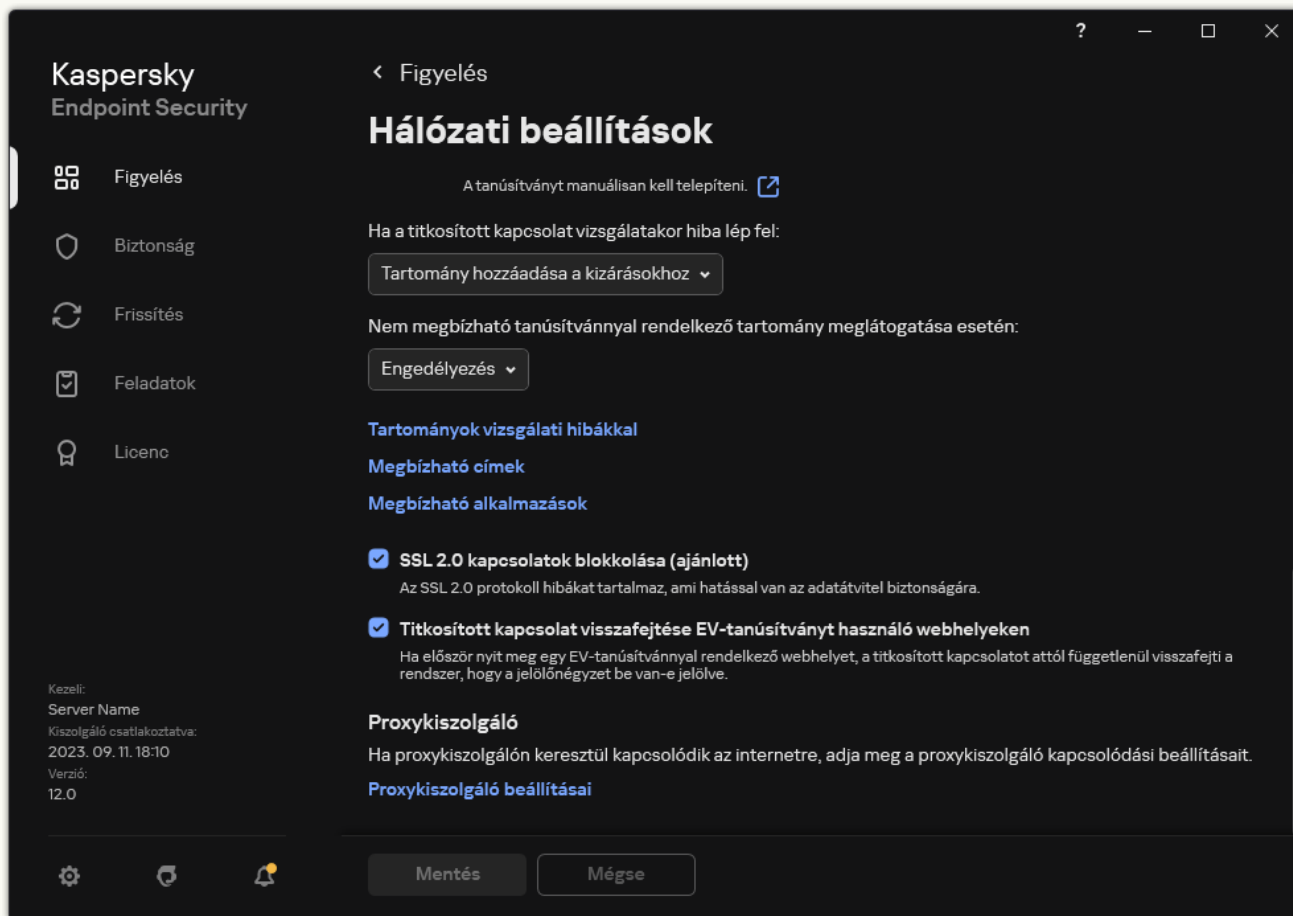 ?
Kaspersky
Endpoint Security
Figyelés
Biztonság
Frissítés
Feladatok
Licenc
Kezeli:
Server Name
Kiszolgáló csatlakoztatva:
2023. 09. 11. 18:10
Verzió:
12.0
Figyelés
Hálózati beállítások
A tanúsítványt manuálisan kell telepíteni.
Ha a titkosított kapcsolat vizsgálatakor hiba lép fel:
Tartomány hozzáadása a kizárásokhoz
Nem megbízható tanúsítvánnyal rendelkező tartomány meglátogatása esetén:
Engedélyezés
Tartományok vizsgálati hibákkal
Megbízható címek
Megbízható alkalmazások
SSL 2.0 kapcsolatok blokkolása (ajánlott)
Az SSL 2.0 protokoll hibákat tartalmaz, ami hatással van az adatátvitel biztonságára.
Titkosított kapcsolat visszafejtése EV-tanúsítványt használó webhelyeken
Ha először nyit meg egy EV-tanúsítvánnyal rendelkező webhelyet, a titkosított kapcsolatot attól függetlenül visszafejti a
rendszer, hogy a jelölőnégyzet be van-e jelölve.
Proxykiszolgáló
Ha proxykiszolgálón keresztül kapcsolódik az internetre, adja meg a proxykiszolgáló kapcsolódási beállításait.
Proxykiszolgáló beállításai
Mentés
Mégse